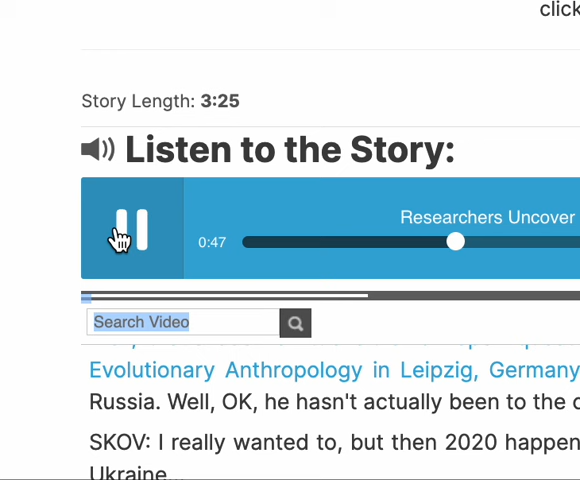 click
Story Length: 3:25
Listen to the Story:
Researchers Uncover
0:47
Search Video
Evolutionary Anthropology in Leipzig, Germany
Russia. Well, OK, he hasn't actually been to the
SKOV: I really wanted to, but then 2020 happen
Ukraine...